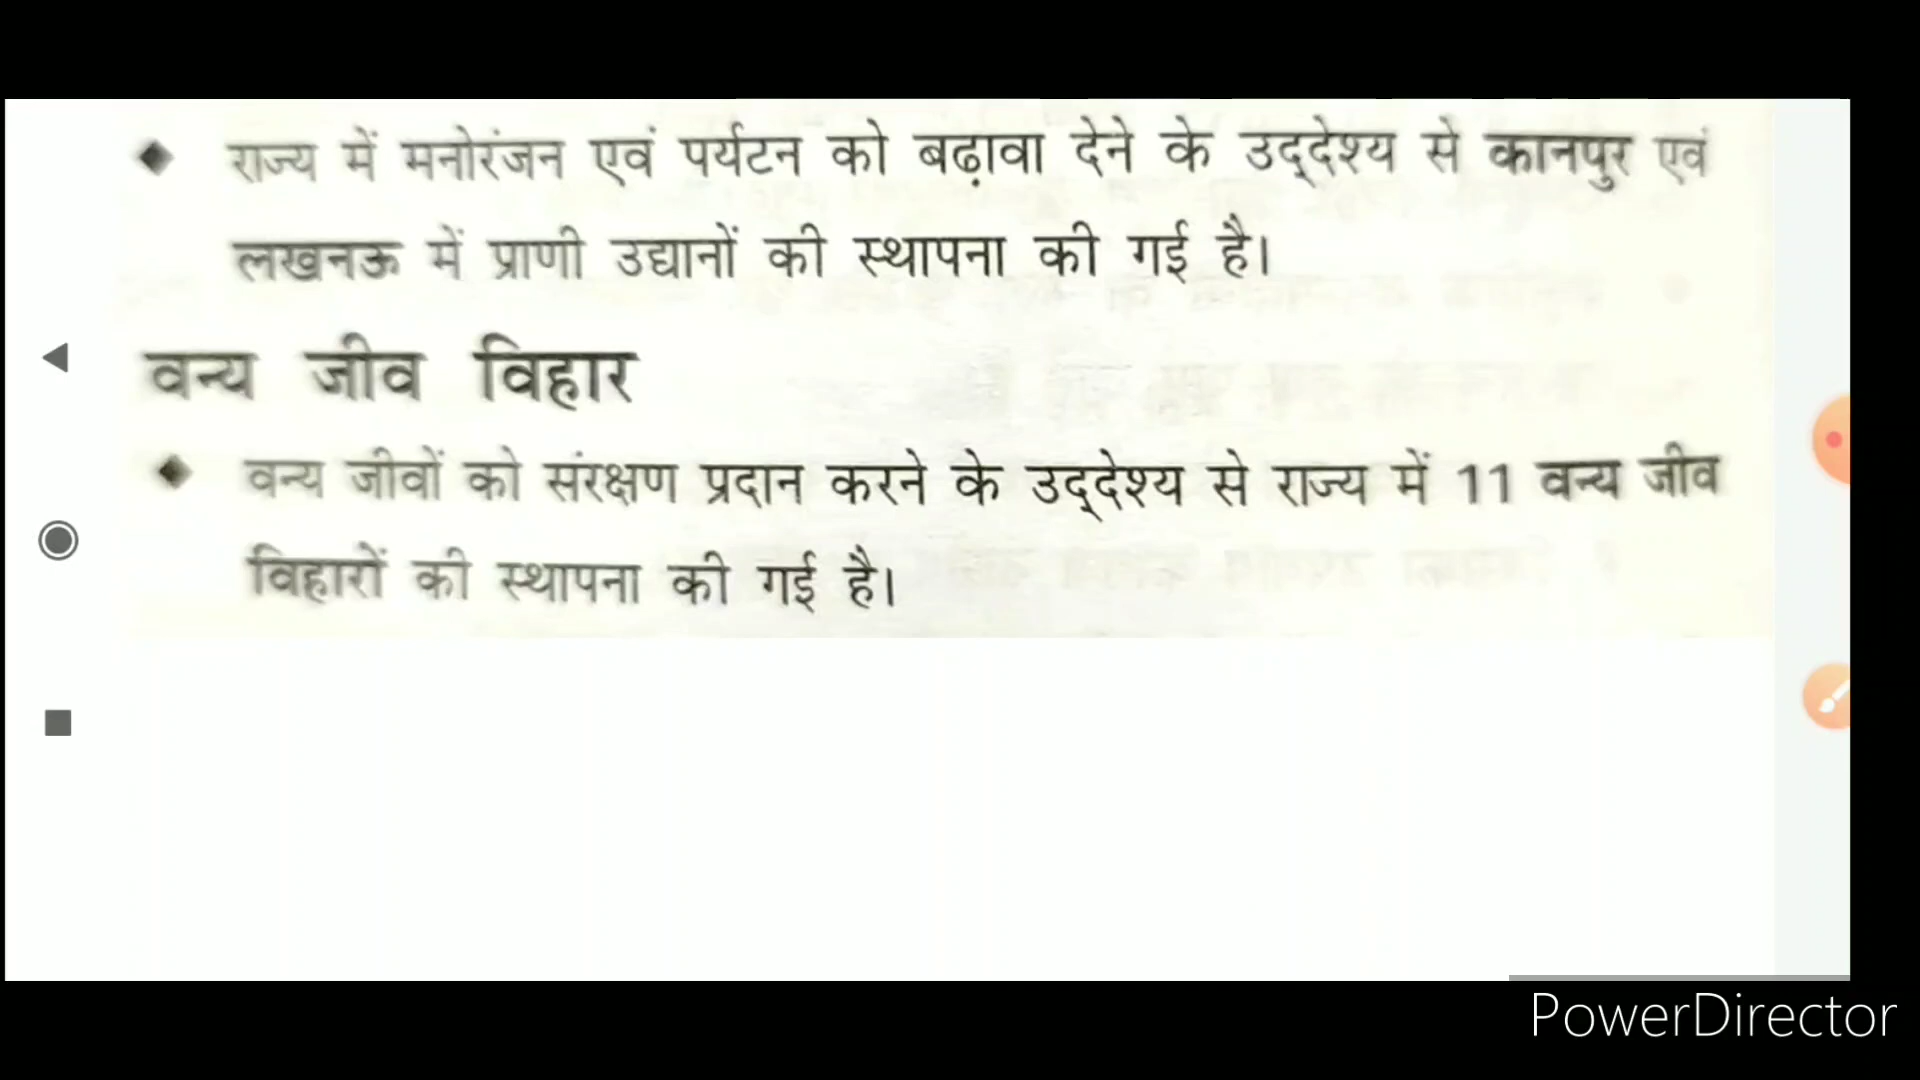 ◆ राज्य में मनोरंजन एवं पर्यटन को बढ़ावा देने के उद्देश्य से कानपुर एवं
लखनऊ में प्राणी उद्यानों की स्थापना की गई है।
वन्य जीव विहार
◆ वन्य जीवों को संरक्षण प्रदान करने के उद्देश्य से राज्य में 11 वन्य जीव
विहारों की स्थापना की गई है।
PowerDirector